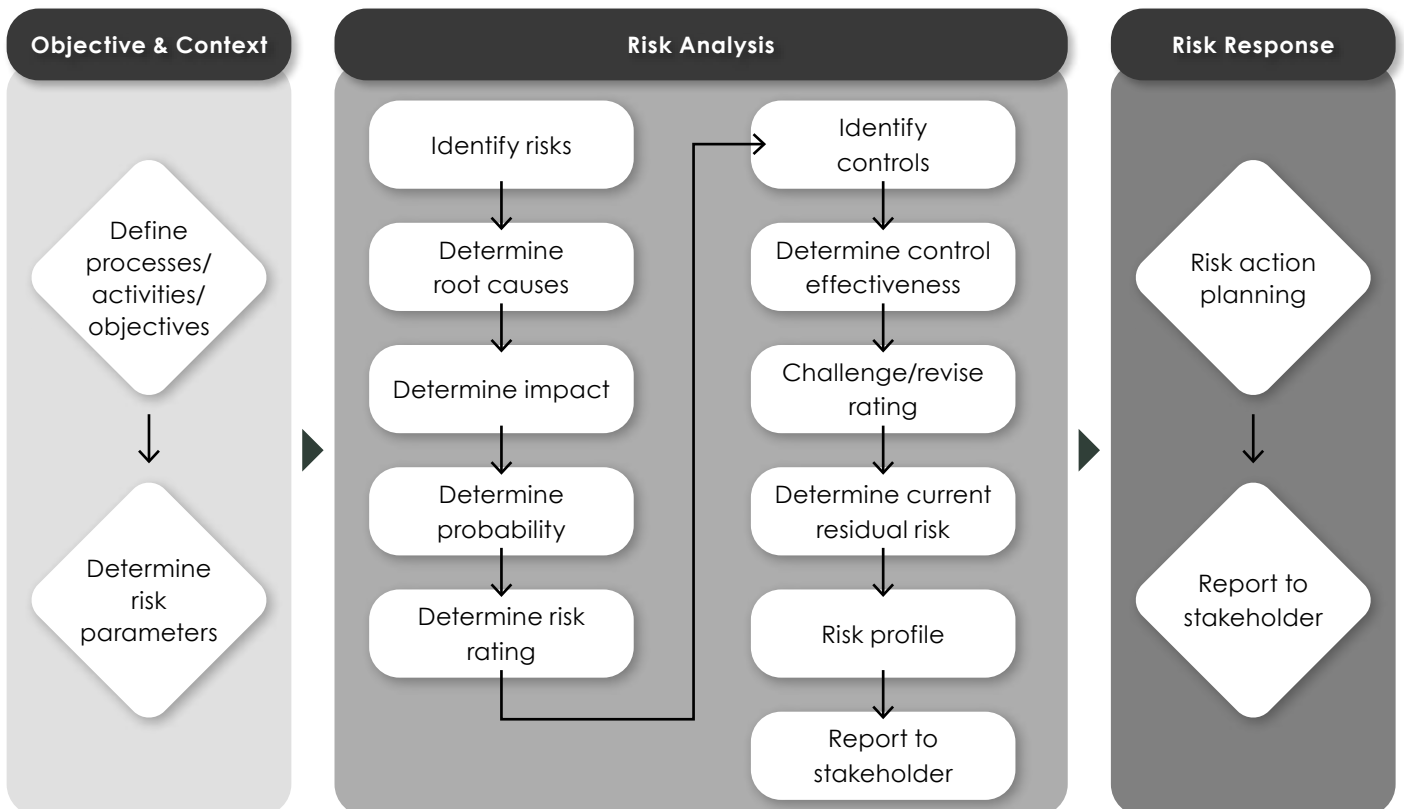 Objective & Context
Define
processes/
activities/
objectives
Determine
risk
parameters
Risk Analysis
Identify risks
Determine
root causes
Determine impact
Determine
probability
Determine risk
rating
Identify
controls
Determine control
effectiveness
Challenge/revise
rating
Determine current
residual risk
Risk profile
Report to
stakeholder
Risk Response
Risk action
planning
Report to
stakeholder